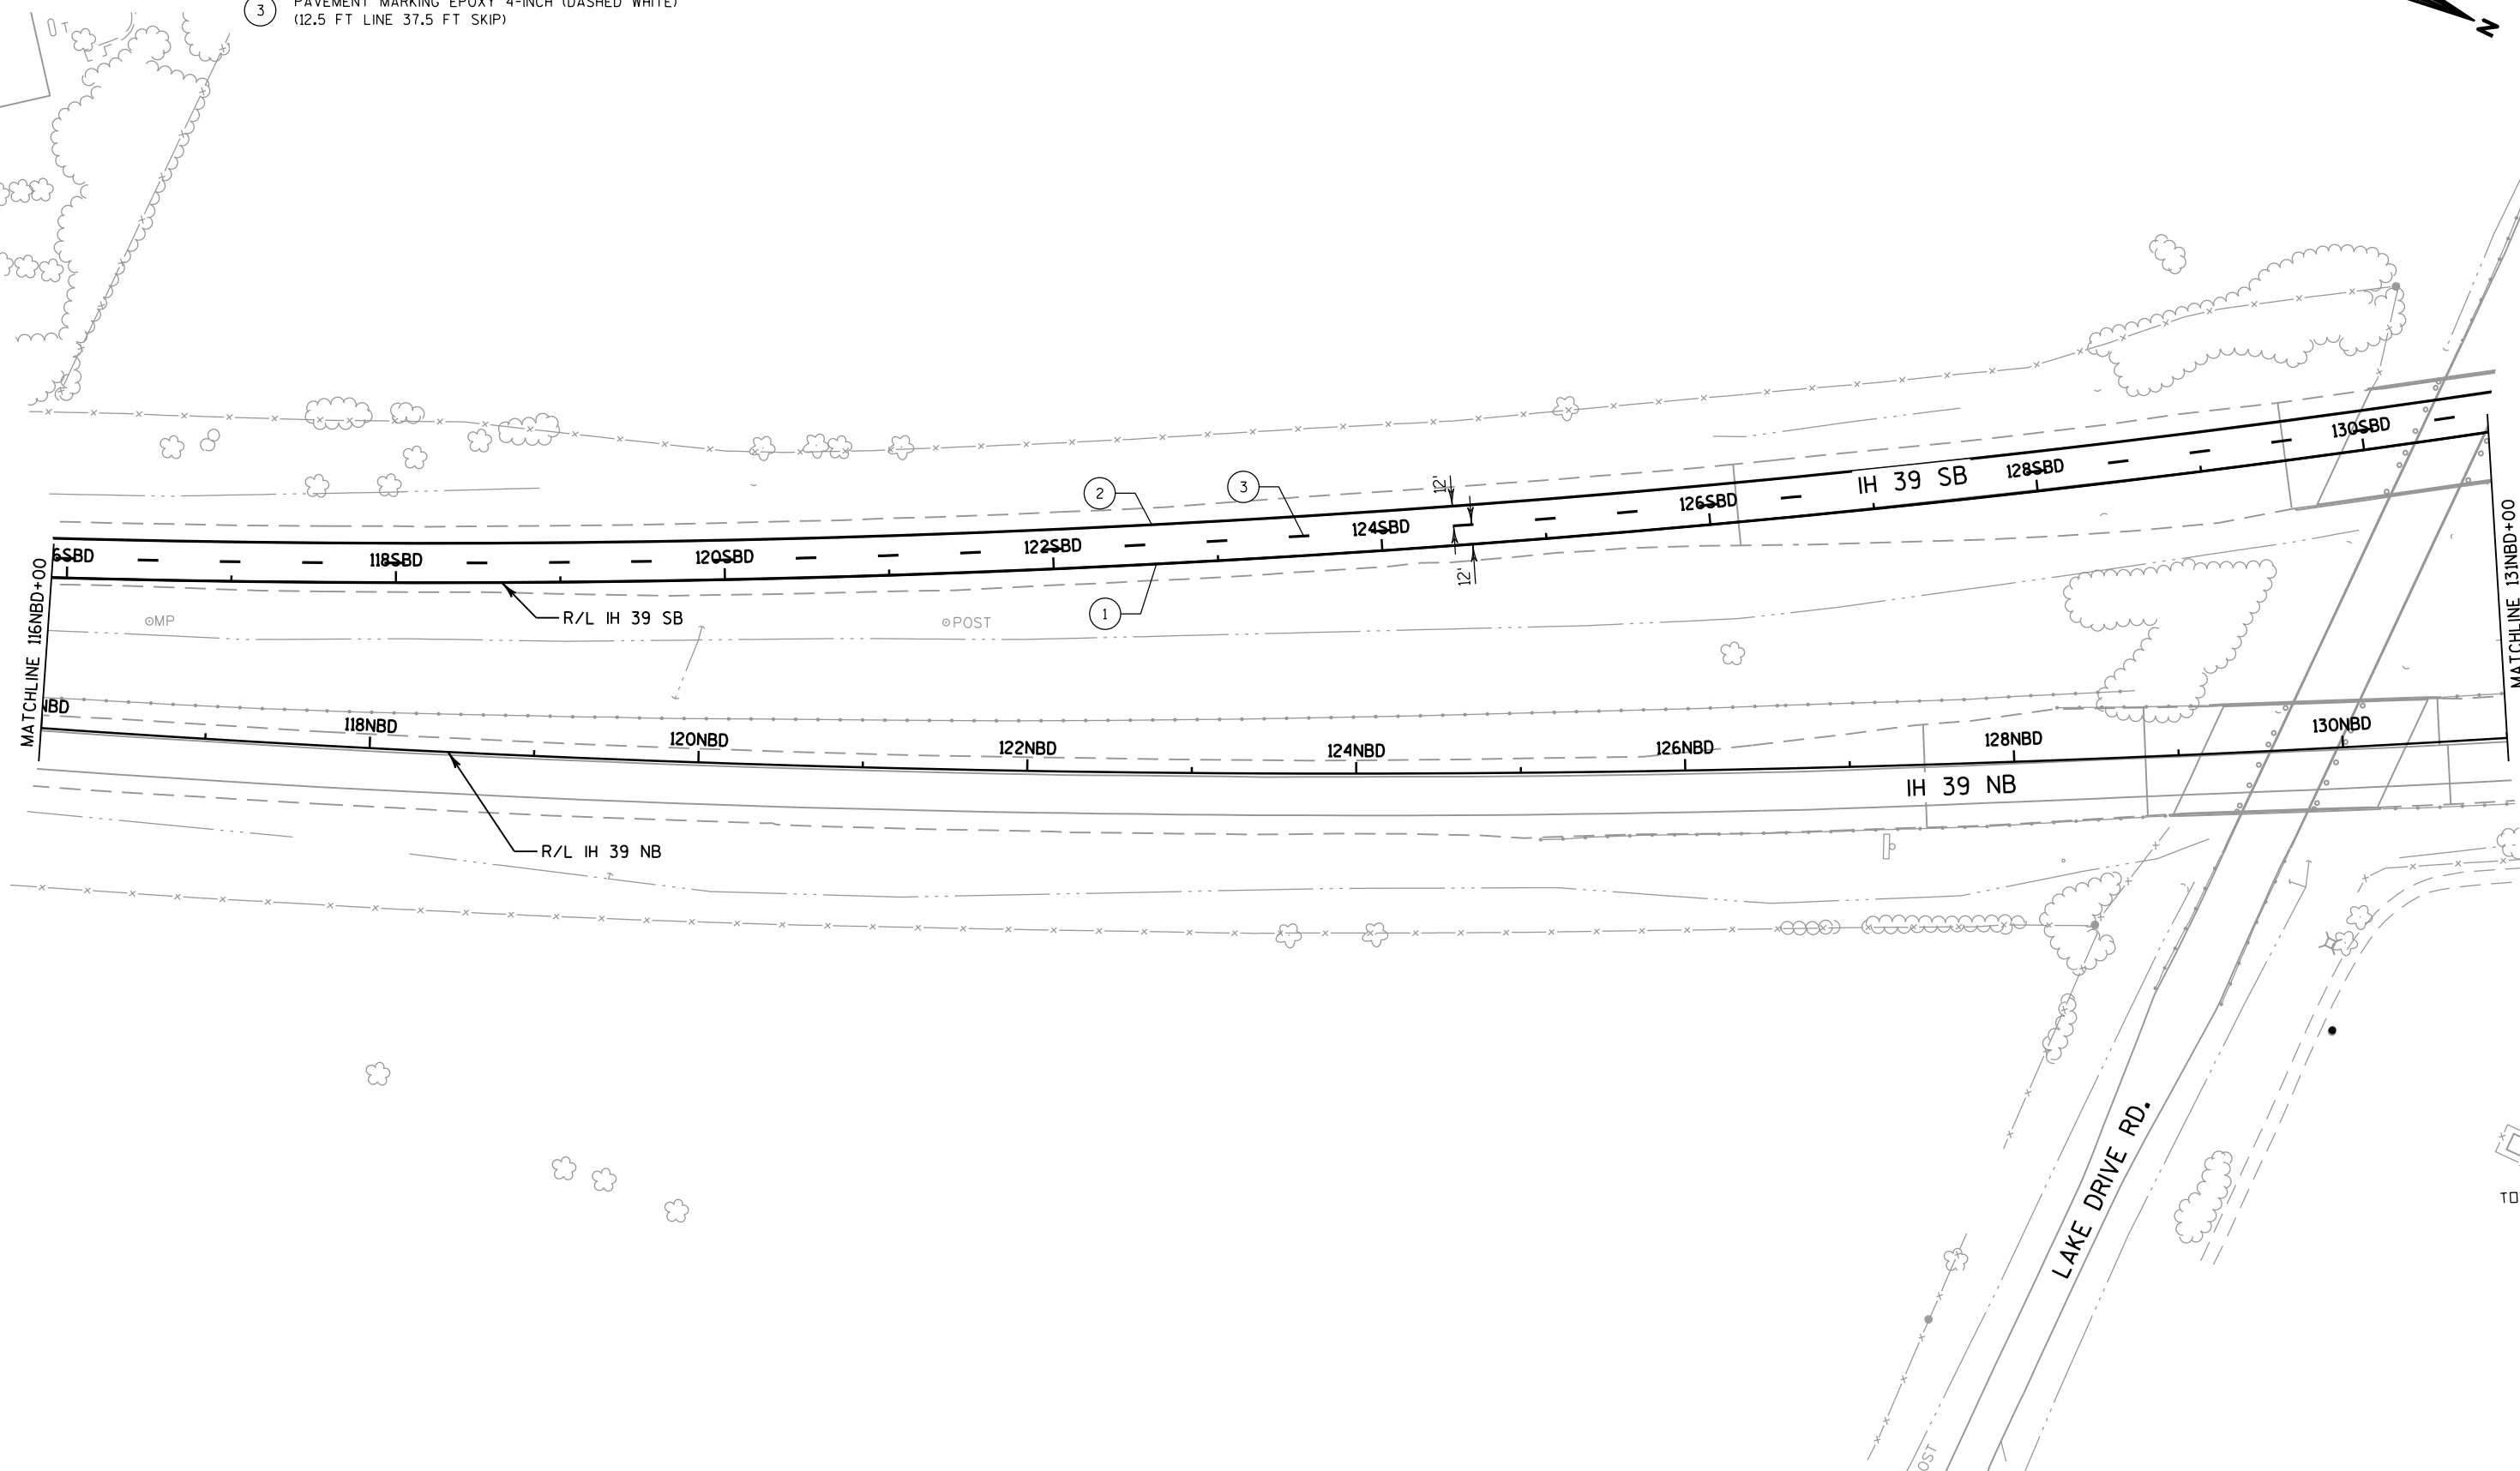 3 PAVEMENT MARKING EPOXY 4-INCH (DASHED WHITE)
(12.5 FT LINE 37.5 FT SKIP)
N
2
3
12'
12'
1
IH 39 SB
6SBD
118SBD
120SBD
122SBD
124SBD
126SBD
128SBD
130SBD
R/L IH 39 SB
MP
POST
MATCHLINE 116NBD+00
MATCHLINE 131NBD+00
NBD
118NBD
120NBD
122NBD
124NBD
126NBD
128NBD
130NBD
IH 39 NB
R/L IH 39 NB
LAKE DRIVE RD.